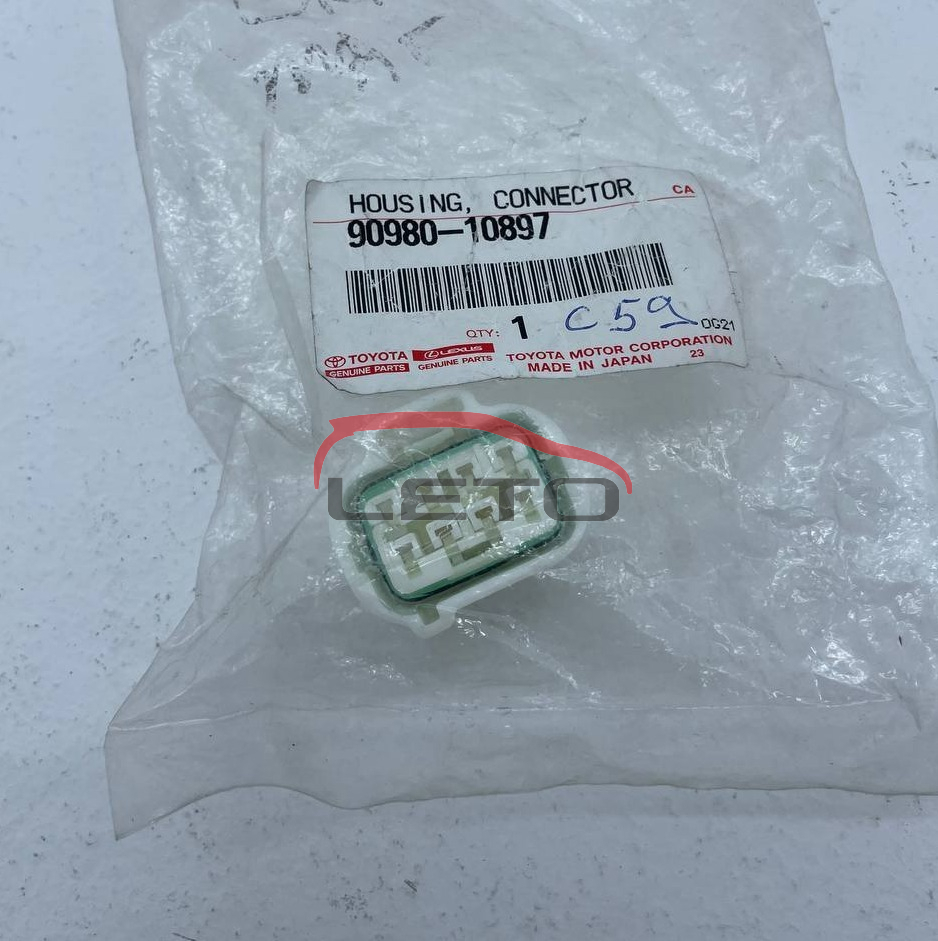 HOUSING, CONNECTOR CA
90980-10897
QTY: 1 C59 0G21
TOYOTA LEXUS TOYOTA MOTOR CORPORATION
GENUINE PARTS GENUINE PARTS MADE IN JAPAN 23
LETO